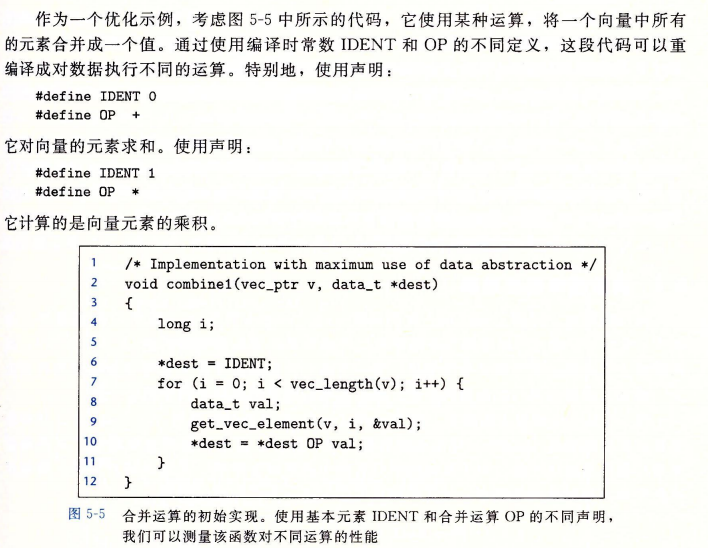 作为一个优化示例，考虑图 5-5 中所示的代码，它使用某种运算，将一个向量中所有
的元素合并成一个值。通过使用编译时常数 IDENT 和 OP 的不同定义，这段代码可以重
编译成对数据执行不同的运算。特别地，使用声明：
#define IDENT 0
#define OP +
它对向量的元素求和。使用声明：
#define IDENT 1
#define OP *
它计算的是向量元素的乘积。
1 /* Implementation with maximum use of data abstraction */
2 void combine1(vec_ptr v, data_t *dest)
3 {
4 long i;
5
6 *dest = IDENT;
7 for (i = 0; i < vec_length(v); i++) {
8 data_t val;
9 get_vec_element(v, i, &val);
10 *dest = *dest OP val;
11 }
12 }
图 5-5 合并运算的初始实现。使用基本元素 IDENT 和合并运算 OP 的不同声明，
我们可以测量该函数对不同运算的性能